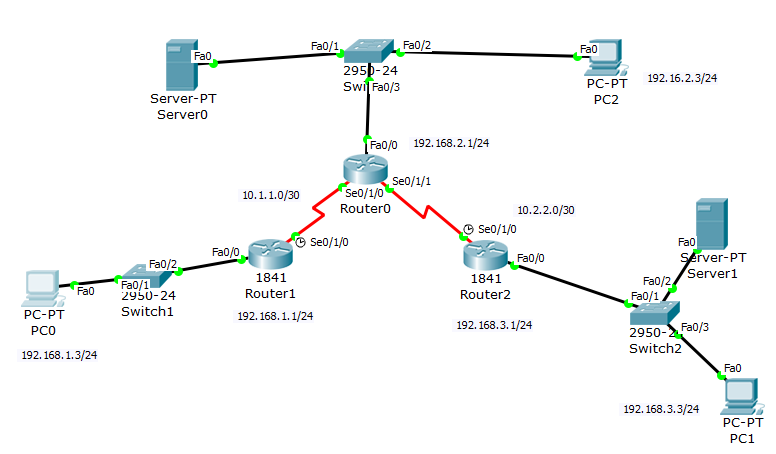 Fa0/1
Fa0/2
Fa0
Fa0
2950-24
Fa0/3
Server-PT
Server0
PC-PT
PC2
192.16.2.3/24
Fa0/0
192.168.2.1/24
Se0/1/0
Se0/1/1
Router0
10.1.1.0/30
10.2.2.0/30
Se0/1/0
Se0/1/0
Fa0/0
1841
Router1
Fa0/0
1841
Router2
Fa0
Server-PT
Server1
Fa0/2
Fa0/1
2950-24
Switch1
Fa0
PC-PT
PC0
192.168.1.1/24
192.168.1.3/24
192.168.3.1/24
Fa0/2
Fa0/1
Fa0/3
Switch2
Fa0
192.168.3.3/24
PC-PT
PC1